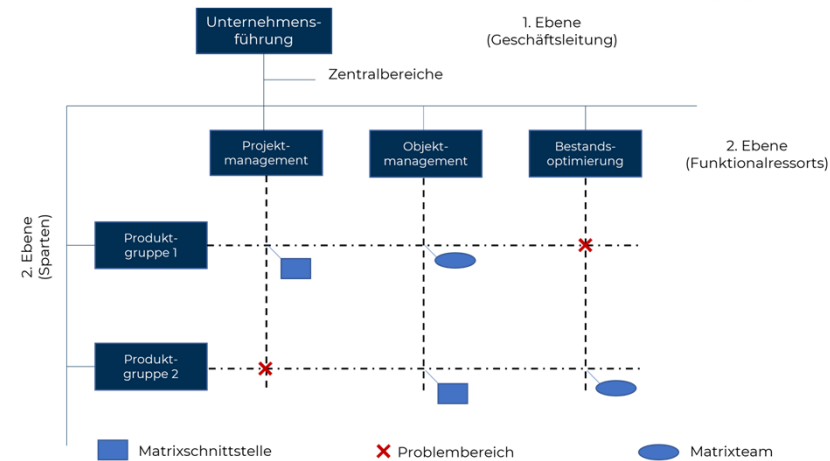 Unternehmens-
führung
1. Ebene
(Geschäftsleitung)
Zentralbereiche
Projekt-
management
Objekt-
management
Bestands-
optimierung
2. Ebene
(Funktionalressorts)
2. Ebene
(Sparten)
Produkt-
gruppe 1
Produkt-
gruppe 2
Matrixschnittstelle
Problembereich
Matrixteam